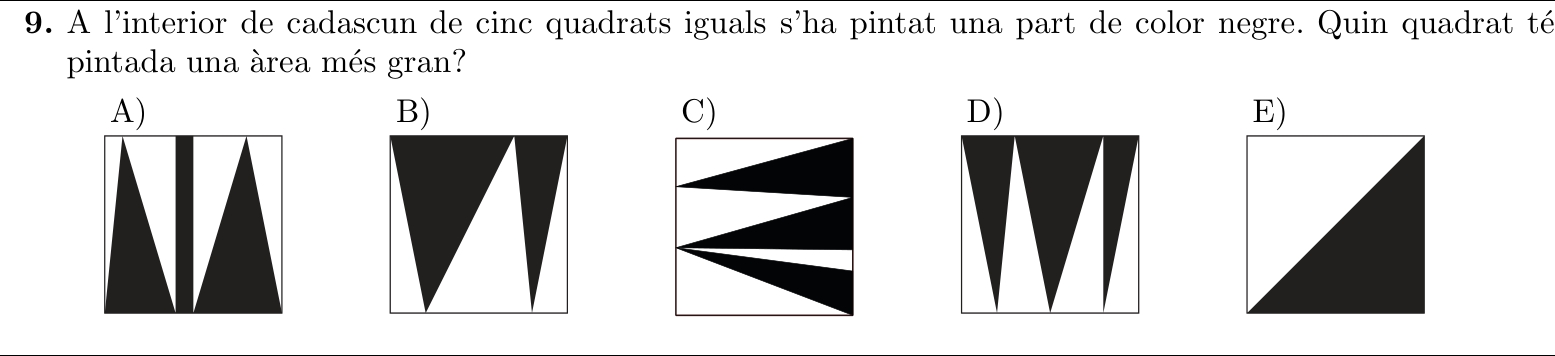 9. A l'interior de cadascun de cinc quadrats iguals s'ha pintat una part de color negre. Quin quadrat té
pintada una àrea més gran?
A) B) C) D) E)